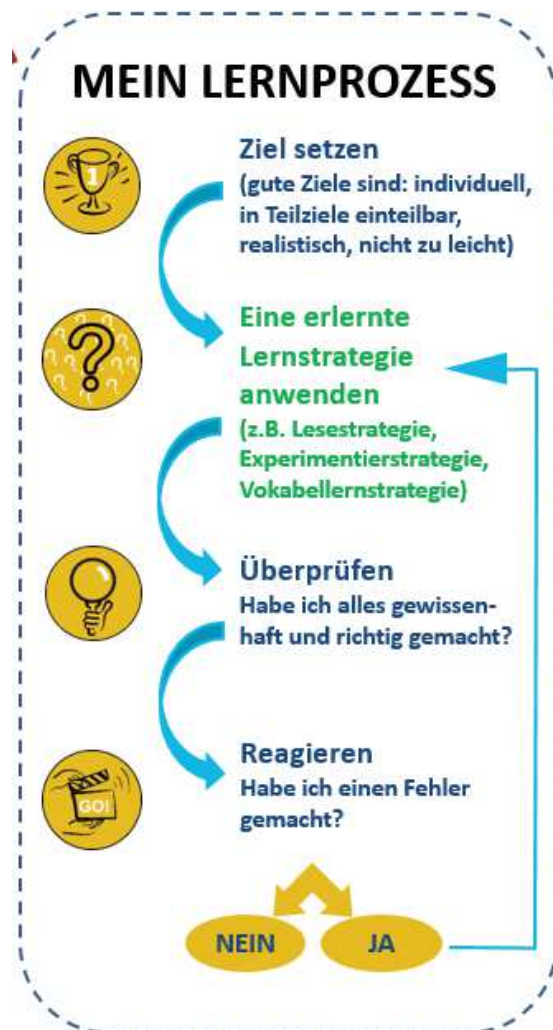 MEIN LERNPROZESS
1
Ziel setzen
(gute Ziele sind: individuell,
in Teilziele einteilbar,
realistisch, nicht zu leicht)
?
Eine erlernte
Lernstrategie
anwenden
(z.B. Lesestrategie,
Experimentierstrategie,
Vokabellernstrategie)
Überprüfen
Habe ich alles gewissen-
haft und richtig gemacht?
Reagieren
Habe ich einen Fehler
gemacht?
GO!
NEIN
JA